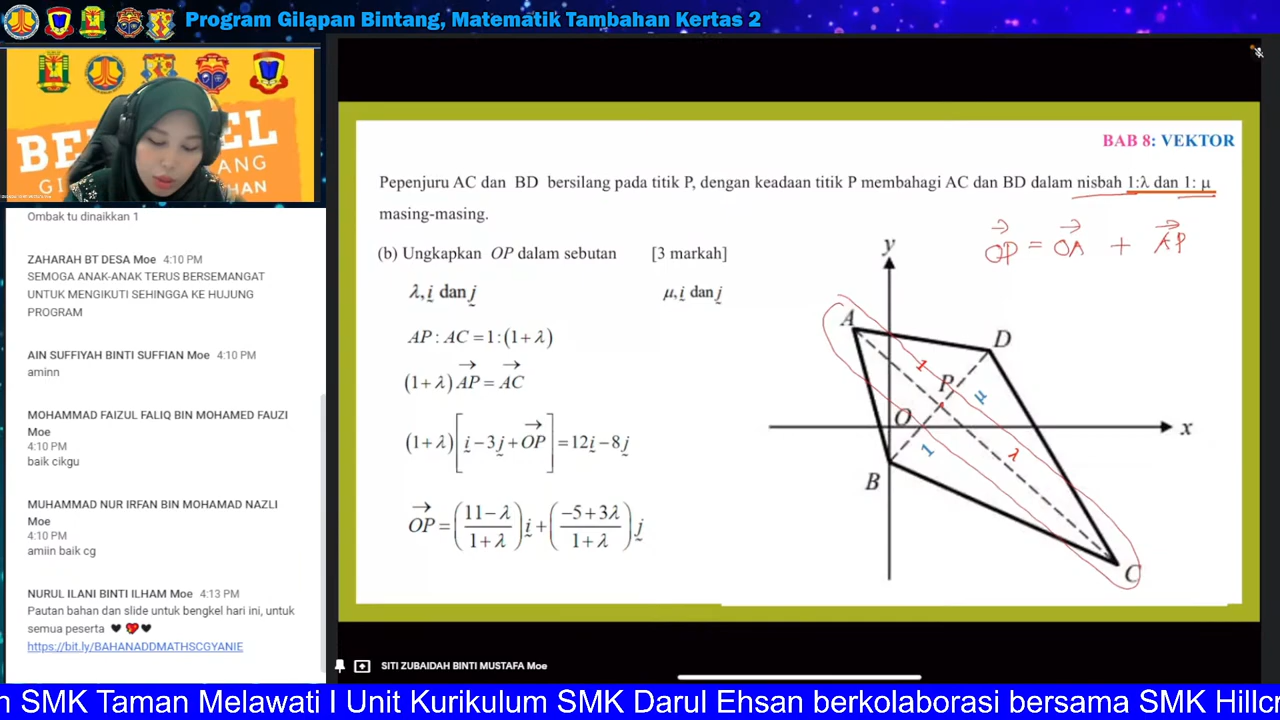 Program Gilapan Bintang, Matematik Tambahan Kertas 2
Ombak tu dinaikkan 1
ZAHARAH BT DESA Moe 4:10 PM
SEMOGA ANAK-ANAK TERUS BERSEMANGAT
UNTUK MENGIKUTI SEHINGGA KE HUJUNG
PROGRAM
AIN SUFFIYAH BINTI SUFFIAN Moe 4:10 PM
aminn
MOHAMMAD FAIZUL FALIQ BIN MOHAMED FAUZI
Moe
4:10 PM
baik cikgu
MUHAMMAD NUR IRFAN BIN MOHAMAD NAZLI
Moe
4:10 PM
amiin baik cg
NURUL ILANI BINTI ILHAM Moe 4:13 PM
Pautan bahan dan slide untuk bengkel hari ini, untuk
semua peserta 🖤 💖🖤
https://bit.ly/BAHANADDMATHSCGYANIE
BAB 8: VEKTOR
Pepenjuru AC dan BD bersilang pada titik P, dengan keadaan titik P membahagi AC dan BD dalam nisbah 1:λ dan 1: μ
masing-masing.
(b) Ungkapkan OP dalam sebutan [3 markah]
λ, i dan j μ, i dan j
OP→ = OA→ + AP→
AP : AC = 1 : (1 + λ)
(1 + λ) AP→ = AC→
(1 + λ) [i − 3j + OP→] = 12i − 8j
OP→ = ((11 − λ)/(1 + λ)) i + ((−5 + 3λ)/(1 + λ)) j
y
A
D
1
P
μ
O
x
1
λ
B
C
SITI ZUBAIDAH BINTI MUSTAFA Moe
SMK Taman Melawati I Unit Kurikulum SMK Darul Ehsan berkolaborasi bersama SMK